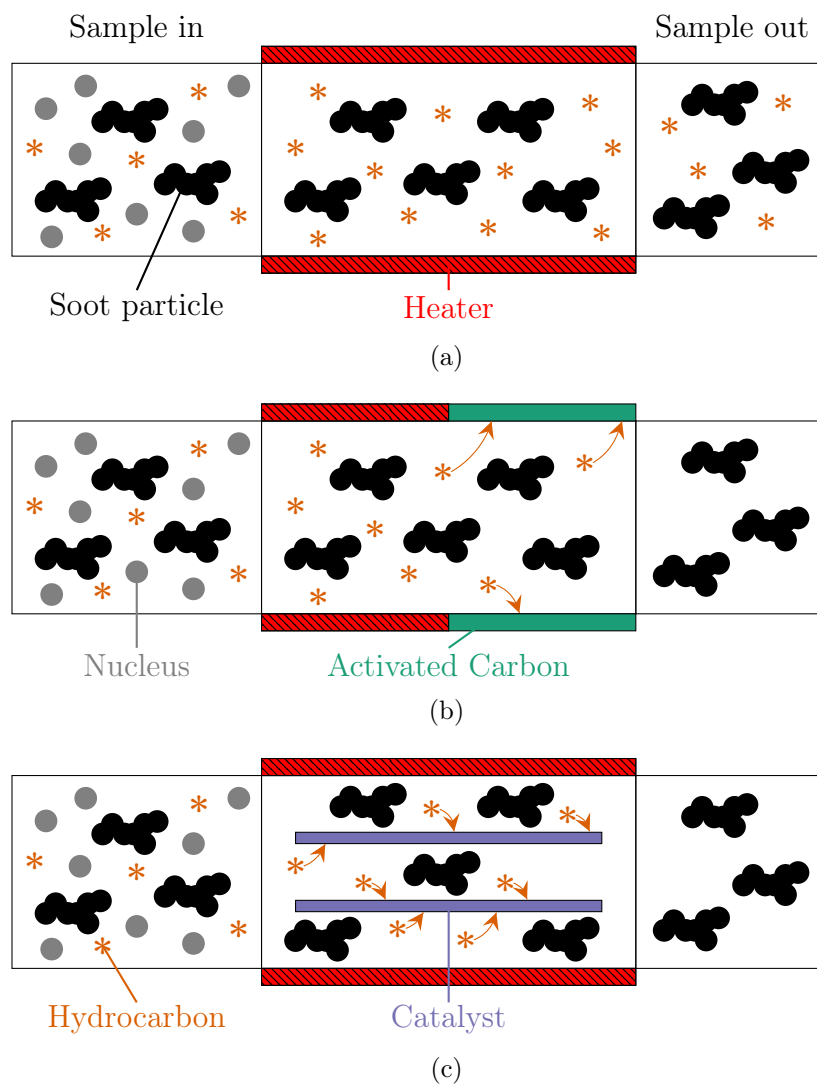 Sample in
Sample out
Soot particle
Heater
(a)
Nucleus
Activated Carbon
(b)
Hydrocarbon
Catalyst
(c)